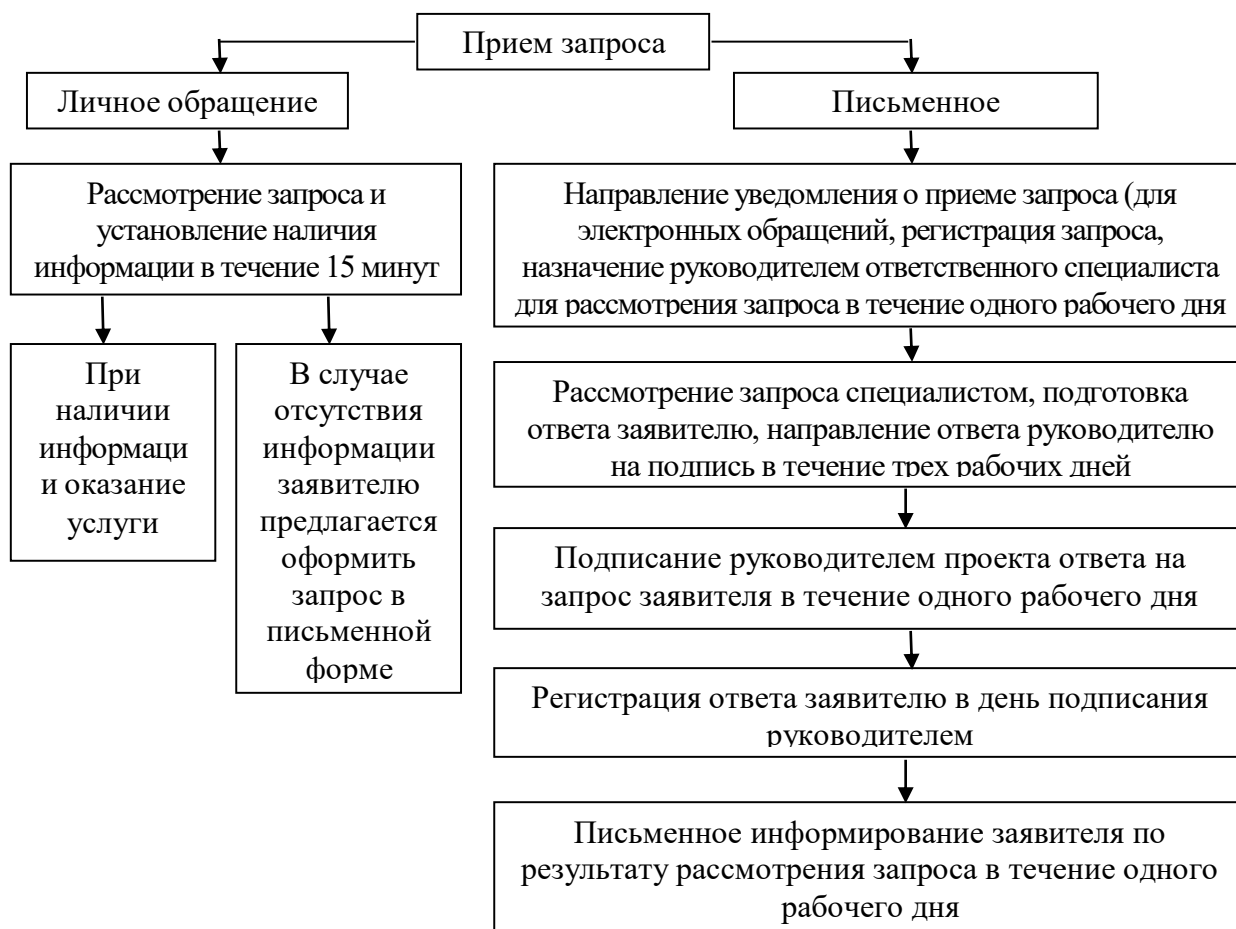 Прием запроса
Личное обращение
Письменное
Рассмотрение запроса и
установление наличия
информации в течение 15 минут
При
наличии
информаци
и оказание
услуги
В случае
отсутствия
информации
заявителю
предлагается
оформить
запрос в
письменной
форме
Направление уведомления о приеме запроса (для
электронных обращений, регистрация запроса,
назначение руководителем ответственного специалиста
для рассмотрения запроса в течение одного рабочего дня
Рассмотрение запроса специалистом, подготовка
ответа заявителю, направление ответа руководителю
на подпись в течение трех рабочих дней
Подписание руководителем проекта ответа на
запрос заявителя в течение одного рабочего дня
Регистрация ответа заявителю в день подписания
руководителем
Письменное информирование заявителя по
результату рассмотрения запроса в течение одного
рабочего дня